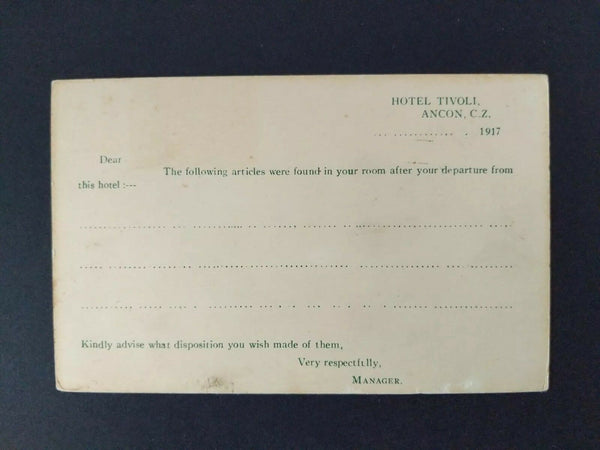 HOTEL TIVOLI,
ANCON, C.Z.
... ............. . 1917
Dear
The following articles were found in your room after your departure from
this hotel :---
Kindly advise what disposition you wish made of them,
Very respectfully,
MANAGER.